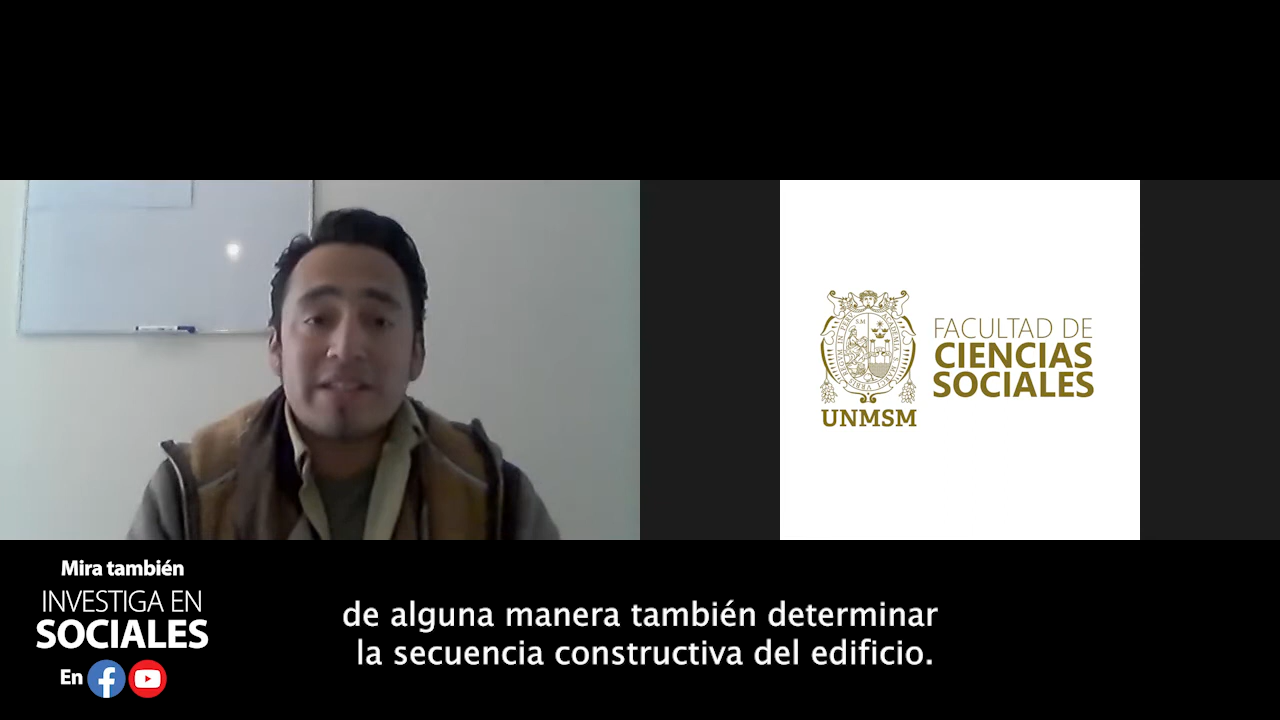 FACULTAD DE
CIENCIAS
SOCIALES
UNMSM
Mira también
INVESTIGA EN
SOCIALES
En
de alguna manera también determinar
la secuencia constructiva del edificio.